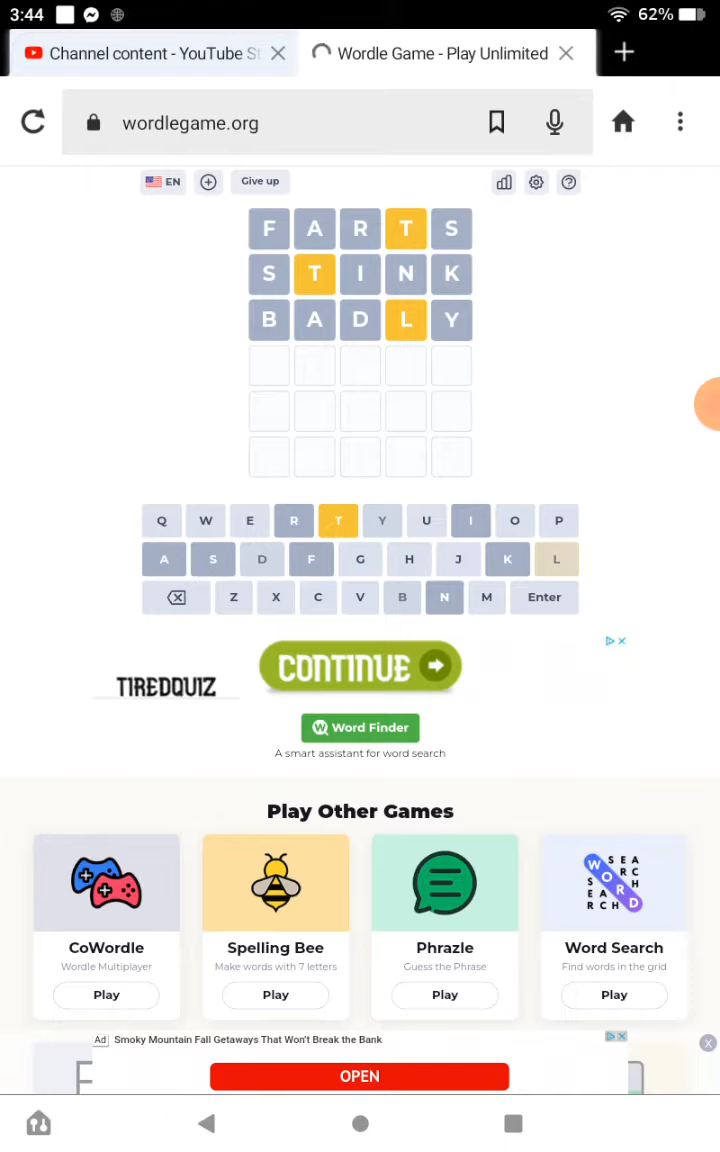 3:44 62%
Channel content - YouTube St Wordle Game - Play Unlimited
wordlegame.org
EN Give up
F A R T S
S T I N K
B A D L Y
Q W E R T Y U I O P
A S D F G H J K L
Z X C V B N M Enter
TIREDQUIZ CONTINUE
W Word Finder
A smart assistant for word search
Play Other Games
CoWordle Spelling Bee Phrazle Word Search
Wordle Multiplayer Make words with 7 letters Guess the Phrase Find words in the grid
Play Play Play Play
Ad Smoky Mountain Fall Getaways That Won't Break the Bank
OPEN